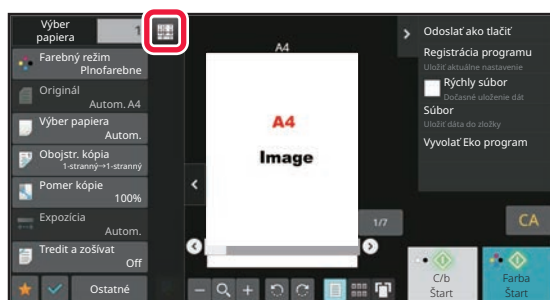 Výber
papiera
1
Farebný režim
Plnofarebne
Originál
Autom. A4
Výber papiera
Autom.
Obojstr. kópia
1-stranný→1-stranný
Pomer kópie
100%
Expozícia
Autom.
Tredit a zošívat
Off
Ostatné
A4
A4
Image
1/7
Odoslať ako tlačiť
Registrácia programu
Uložiť aktuálne nastavenie
Rýchly súbor
Dočasné uloženie dát
Súbor
Uložiť dáta do zložky
Vyvolať Eko program
CA
C/b
Štart
Farba
Štart